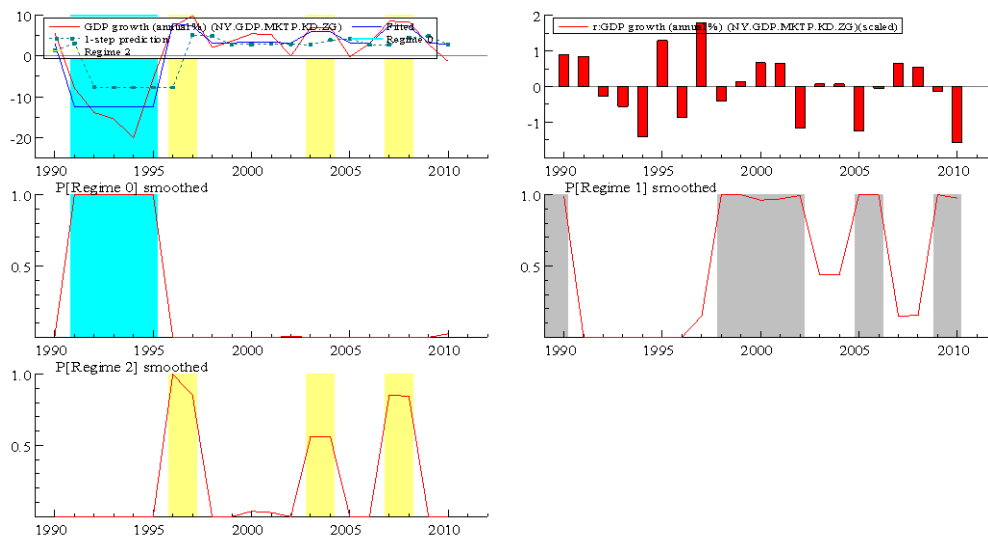 10
GDP growth (annual %) (NY.GDP.MKTP.KD.ZG) Fitted
1-step prediction Regime 0
Regime 2
0
-10
-20
1990 1995 2000 2005 2010
2
r:GDP growth (annual %) (NY.GDP.MKTP.KD.ZG)(scaled)
1
0
-1
1990 1995 2000 2005 2010
P[Regime 0] smoothed
1.0
0.5
1990 1995 2000 2005 2010
P[Regime 1] smoothed
1.0
0.5
1990 1995 2000 2005 2010
P[Regime 2] smoothed
1.0
0.5
1990 1995 2000 2005 2010